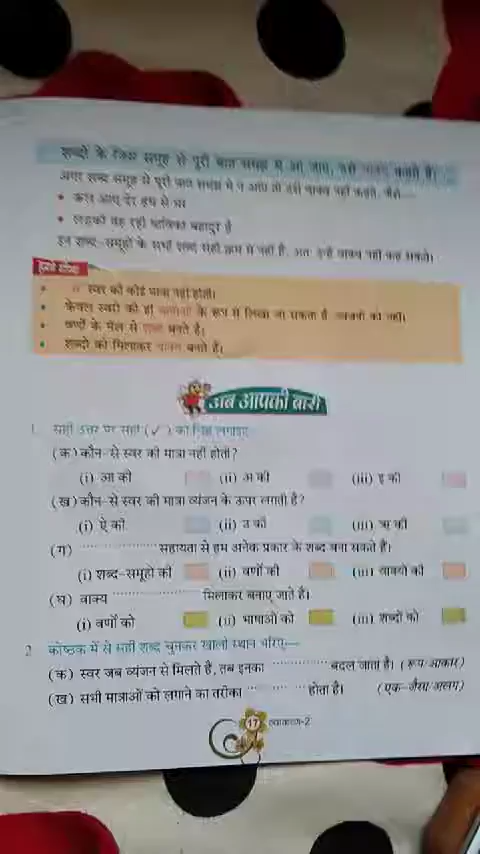 शब्दों के जिस समूह से पूरी बात समझ में आ जाए, उसे वाक्य कहते हैं।
अगर शब्द समूह से पूरी बात समझ में न आए तो उसे वाक्य नहीं कहते, जैसे—
• लड़की वह रही बहादुर है
इन शब्द-समूहों के सभी शब्द सही क्रम में नहीं हैं, अतः इन्हें वाक्य नहीं कह सकते।
हमने सीखा
• स्वर की कोई मात्रा नहीं होती।
• केवल स्वरों को ही मात्राओं के रूप में लिखा जा सकता है व्यंजनों को नहीं।
• वर्णों के मेल से शब्द बनते हैं।
• शब्दों को मिलाकर वाक्य बनते हैं।
अब आपकी बारी
1. सही उत्तर पर सही (✓) का चिह्न लगाइए—
(क) कौन-से स्वर की मात्रा नहीं होती?
(i) आ की (ii) अ की (iii) इ की
(ख) कौन-से स्वर की मात्रा व्यंजन के ऊपर लगती है?
(i) ऐ की (ii) उ की (iii) ऋ की
(ग) ............ सहायता से हम अनेक प्रकार के शब्द बना सकते हैं।
(i) शब्द-समूहों की (ii) वर्णों की (iii) वाक्यों की
(घ) वाक्य ............ मिलाकर बनाए जाते हैं।
(i) वर्णों को (ii) भाषाओं को (iii) शब्दों को
2. कोष्ठक में से सही शब्द चुनकर खाली स्थान भरिए—
(क) स्वर जब व्यंजन से मिलते हैं, तब इनका ............ बदल जाता है। (रूप/आकार)
(ख) सभी मात्राओं को लगाने का तरीका ............ होता है। (एक-जैसा/अलग)
17 व्याकरण-2